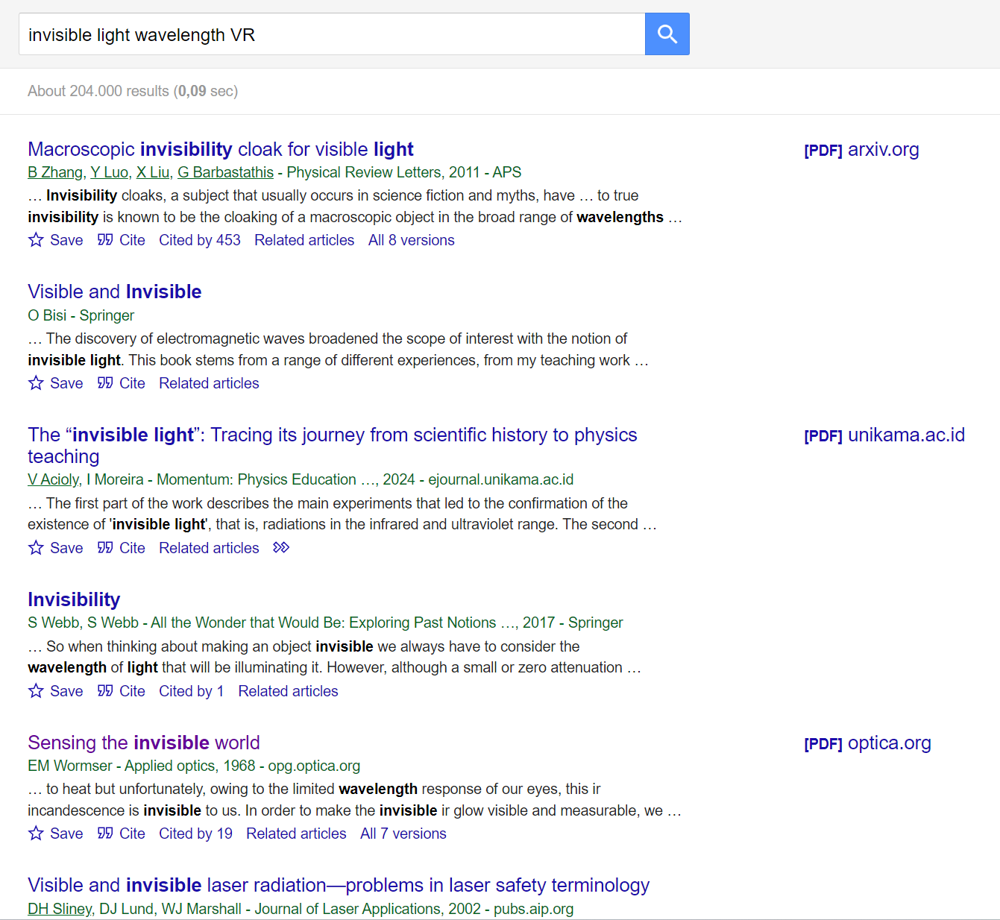 invisible light wavelength VR
About 204.000 results (0,09 sec)
Macroscopic invisibility cloak for visible light
[PDF] arxiv.org
B Zhang, Y Luo, X Liu, G Barbastathis - Physical Review Letters, 2011 - APS
… Invisibility cloaks, a subject that usually occurs in science fiction and myths, have … to true
invisibility is known to be the cloaking of a macroscopic object in the broad range of wavelengths …
Save Cite Cited by 453 Related articles All 8 versions
Visible and Invisible
O Bisi - Springer
… The discovery of electromagnetic waves broadened the scope of interest with the notion of
invisible light. This book stems from a range of different experiences, from my teaching work …
Save Cite Related articles
The “invisible light”: Tracing its journey from scientific history to physics
teaching
[PDF] unikama.ac.id
V Acioly, I Moreira - Momentum: Physics Education …, 2024 - ejournal.unikama.ac.id
… The first part of the work describes the main experiments that led to the confirmation of the
existence of 'invisible light', that is, radiations in the infrared and ultraviolet range. The second …
Save Cite Related articles
Invisibility
S Webb, S Webb - All the Wonder that Would Be: Exploring Past Notions …, 2017 - Springer
… So when thinking about making an object invisible we always have to consider the
wavelength of light that will be illuminating it. However, although a small or zero attenuation …
Save Cite Cited by 1 Related articles
Sensing the invisible world
[PDF] optica.org
EM Wormser - Applied optics, 1968 - opg.optica.org
… to heat but unfortunately, owing to the limited wavelength response of our eyes, this ir
incandescence is invisible to us. In order to make the invisible ir glow visible and measurable, we …
Save Cite Cited by 19 Related articles All 7 versions
Visible and invisible laser radiation—problems in laser safety terminology
DH Sliney, DJ Lund, WJ Marshall - Journal of Laser Applications, 2002 - pubs.aip.org